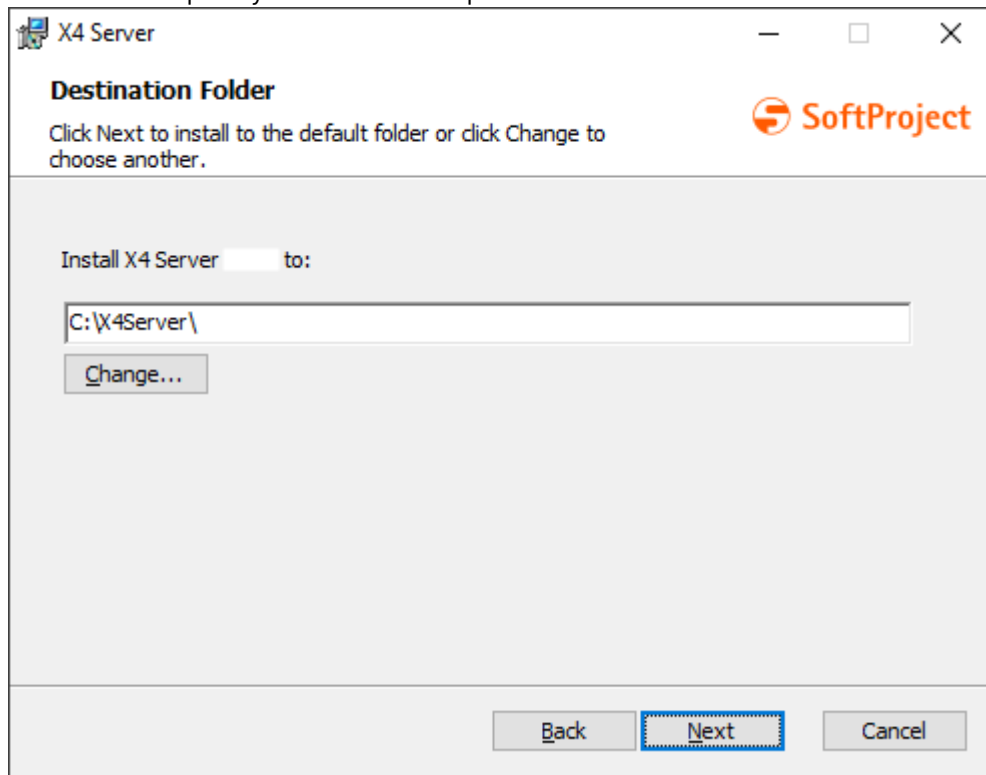 X4 Server
Destination Folder
SoftProject
Click Next to install to the default folder or click Change to
choose another.
Install X4 Server to:
C:\X4Server\
Change...
Back
Next
Cancel